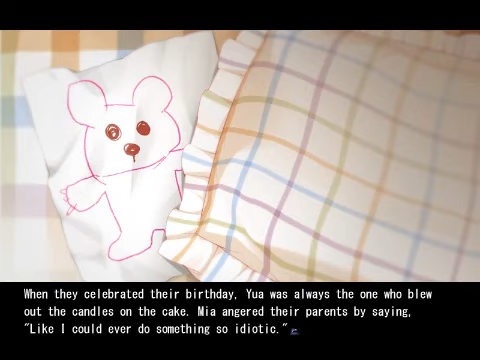 When they celebrated their birthday, Yua was always the one who blew
out the candles on the cake. Mia angered their parents by saying,
"Like I could ever do something so idiotic."